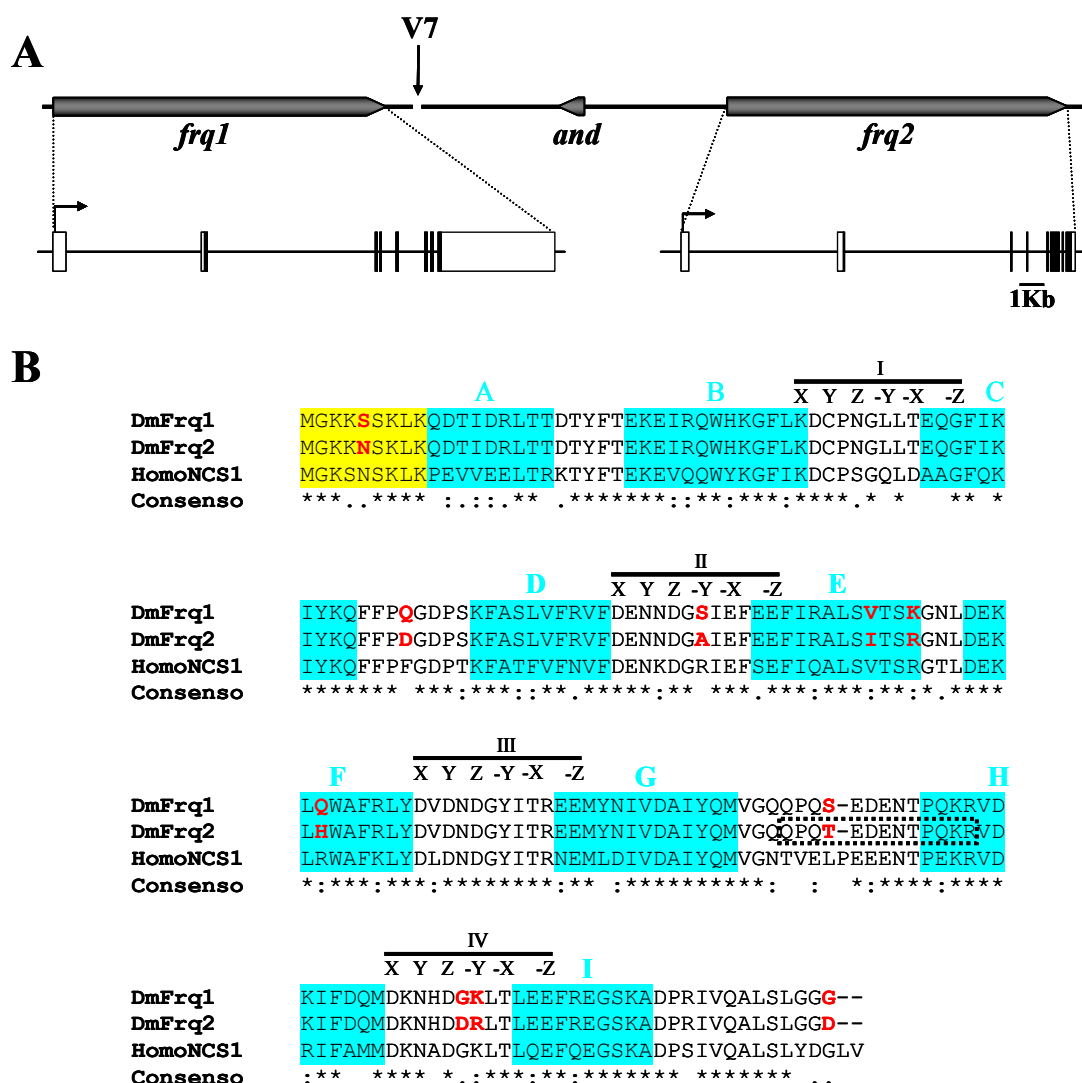 A
V7
frq1 and frq2
1Kb
B
I
A B X Y Z -Y -X -Z C
DmFrq1 MGKKSSKLKQDTIDRLTTDTYFTEKEIRQWHKGFLKDCPNGLLTEQGFIK
DmFrq2 MGKKNSKLKQDTIDRLTTDTYFTEKEIRQWHKGFLKDCPNGLLTEQGFIK
HomoNCS1 MGKSNSKLKPEVVEELTRKTYFTEKEVQQWYKGFIKDCPSGQLDAAGFQK
Consenso ***..**** :.::. ** *******::**:***:****.* *   ** *
II
D X Y Z -Y -X -Z E
DmFrq1 IYKQFFPQGDPSKFASLVFRVFDENNDGSIEFEEFIRALSVTSKGNLDEK
DmFrq2 IYKQFFPDGDPSKFASLVFRVFDENNDGAIEFEEFIRALSITSRGNLDEK
HomoNCS1 IYKQFFPFGDPTKFATFVFNVFDENKDGRIEFSEFIQALSVTSRGTLDEK
Consenso ******* ***:***::**.*****:** ***.***:***:**:*.****
III
F X Y Z -Y -X -Z G H
DmFrq1 LQWAFRLYDVDNDGYITREEMYNIVDAIYQMVGQQPQS-EDENTPQKRVD
DmFrq2 LHWAFRLYDVDNDGYITREEMYNIVDAIYQMVGQQPQT-EDENTPQKRVD
HomoNCS1 LRWAFKLYDLDNDGYITRNEMLDIVDAIYQMVGNTVELPEEENTPEKRVD
Consenso *:***:***:********:** :**********:  :  *:****:****
IV
X Y Z -Y -X -Z I
DmFrq1 KIFDQMDKNHDGKLTLEEFREGSKADPRIVQALSLGGG--
DmFrq2 KIFDQMDKNHDDRLTLEEFREGSKADPRIVQALSLGGD--
HomoNCS1 RIFAMMDKNADGKLTLQEFQEGSKADPSIVQALSLYDGLV
Consenso :**  **** *.:***:**:******* ******* ..